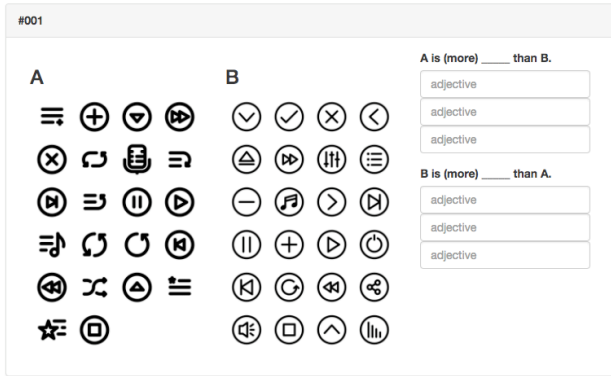 #001
A
B
A is (more) _____ than B.
adjective
adjective
adjective
B is (more) _____ than A.
adjective
adjective
adjective